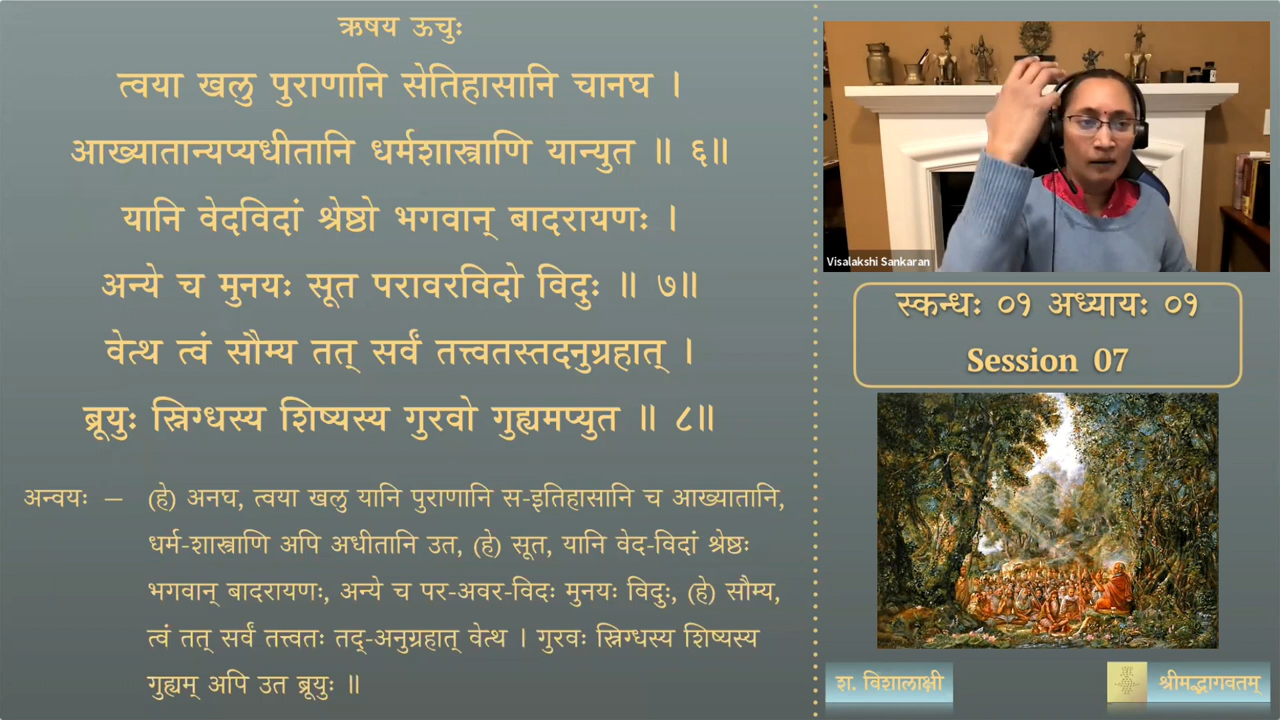 ऋषय ऊचुः
त्वया खलु पुराणानि सेतिहासानि चानघ ।
आख्यातान्यप्यधीतानि धर्मशास्त्राणि यान्युत ॥ ६॥
यानि वेदविदां श्रेष्ठो भगवान् बादरायणः ।
अन्ये च मुनयः सूत परावरविदो विदुः ॥ ७॥
वेत्थ त्वं सौम्य तत् सर्वं तत्त्वतस्तदनुग्रहात् ।
ब्रूयुः स्निग्धस्य शिष्यस्य गुरवो गुह्यमप्युत ॥ ८॥
अन्वयः – (हे) अनघ, त्वया खलु यानि पुराणानि स-इतिहासानि च आख्यातानि,
धर्म-शास्त्राणि अपि अधीतानि उत, (हे) सूत, यानि वेद-विदां श्रेष्ठः
भगवान् बादरायणः, अन्ये च पर-अवर-विदः मुनयः विदुः, (हे) सौम्य,
त्वं तत् सर्वं तत्त्वतः तद्-अनुग्रहात् वेत्थ । गुरवः स्निग्धस्य शिष्यस्य
गुह्यम् अपि उत ब्रूयुः ॥
Visalakshi Sankaran
स्कन्धः ०१ अध्यायः ०१
Session 07
श. विशालाक्षी
श्रीमद्भागवतम्